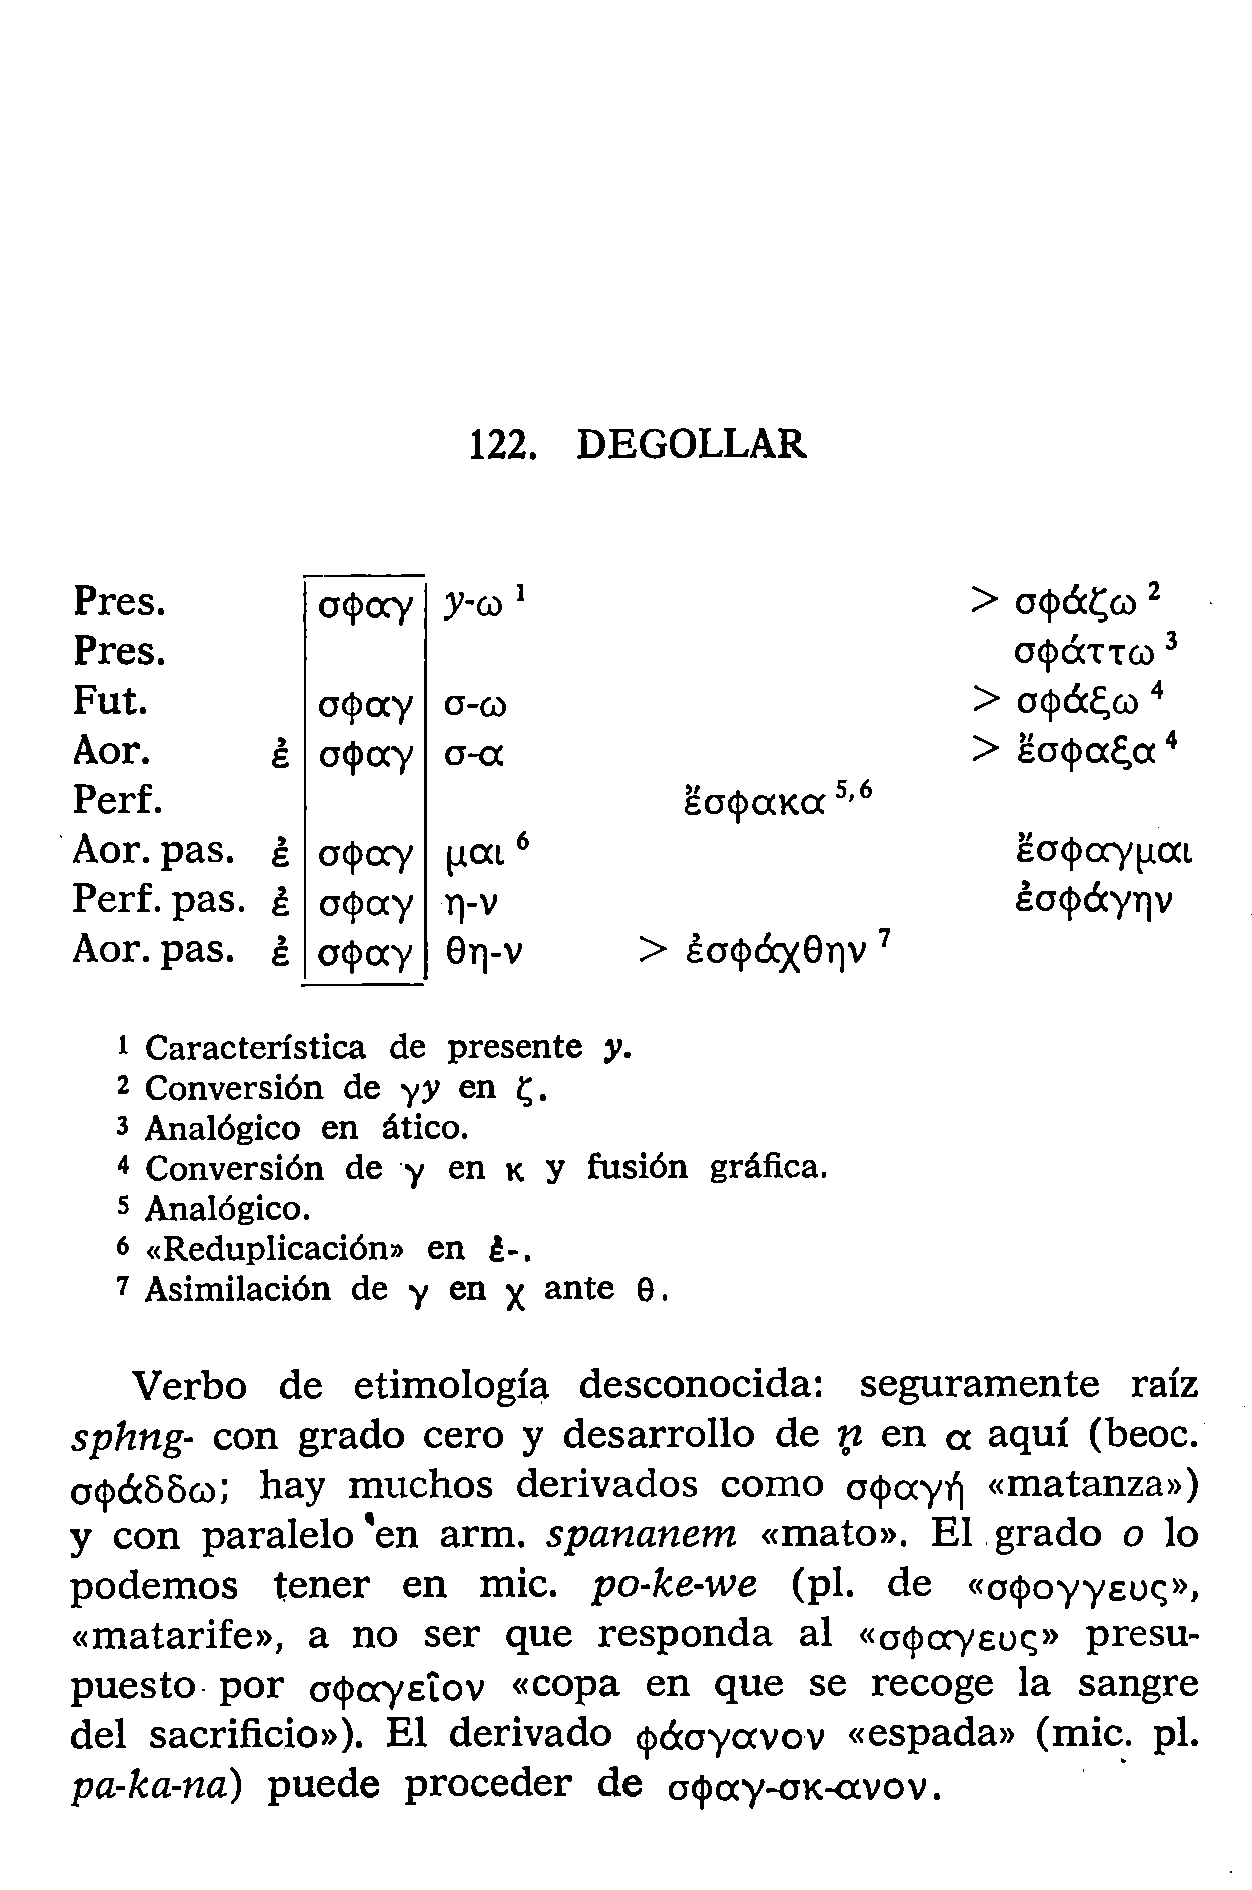 122. DEGOLLAR
Pres. σφαγ y-ω ¹ > σφάζω ²
Pres. σφάττω ³
Fut. σφαγ σ-ω > σφάξω ⁴
Aor. ἐ σφαγ σ-α > ἔσφαξα ⁴
Perf. ἔσφακα ⁵,⁶
Aor. pas. ἐ σφαγ μαι ⁶ ἔσφαγμαι
Perf. pas. ἐ σφαγ η-ν ἐσφάγην
Aor. pas. ἐ σφαγ θη-ν > ἐσφάχθην ⁷
¹ Característica de presente y.
² Conversión de γy en ζ.
³ Analógico en ático.
⁴ Conversión de γ en κ y fusión gráfica.
⁵ Analógico.
⁶ «Reduplicación» en ἐ-.
⁷ Asimilación de γ en χ ante θ.
Verbo de etimología desconocida: seguramente raíz
sphng- con grado cero y desarrollo de n̥ en α aquí (beoc.
σφάδδω; hay muchos derivados como σφαγή «matanza»)
y con paralelo en arm. spananem «mato». El grado o lo
podemos tener en mic. po-ke-we (pl. de «σφογγευς»,
«matarife», a no ser que responda al «σφαγευς» presu-
puesto por σφαγεῖον «copa en que se recoge la sangre
del sacrificio»). El derivado φάσγανον «espada» (mic. pl.
pa-ka-na) puede proceder de σφαγ-σκ-ανον.